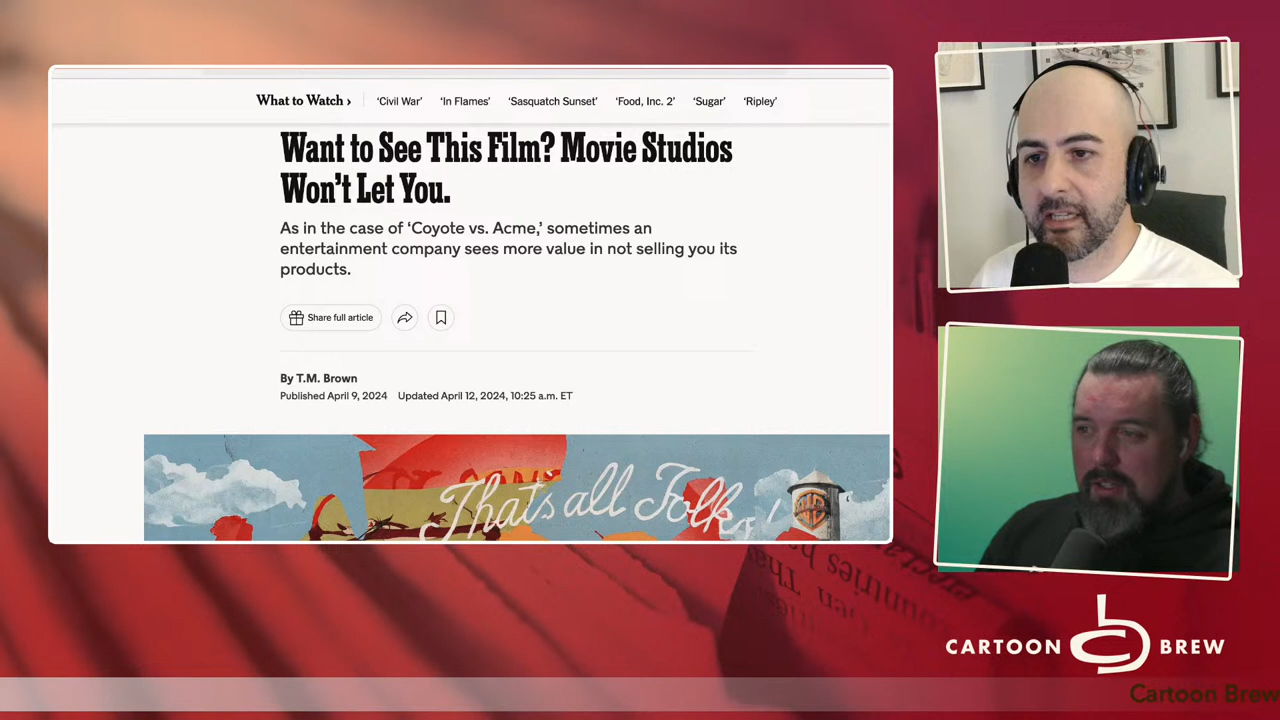 What to Watch › 'Civil War' 'In Flames' 'Sasquatch Sunset' 'Food, Inc. 2' 'Sugar' 'Ripley'
Want to See This Film? Movie Studios
Won't Let You.
As in the case of 'Coyote vs. Acme,' sometimes an
entertainment company sees more value in not selling you its
products.
Share full article
By T.M. Brown
Published April 9, 2024 Updated April 12, 2024, 10:25 a.m. ET
That's all Folks!
WB
CARTOON BREW
Cartoon Brew